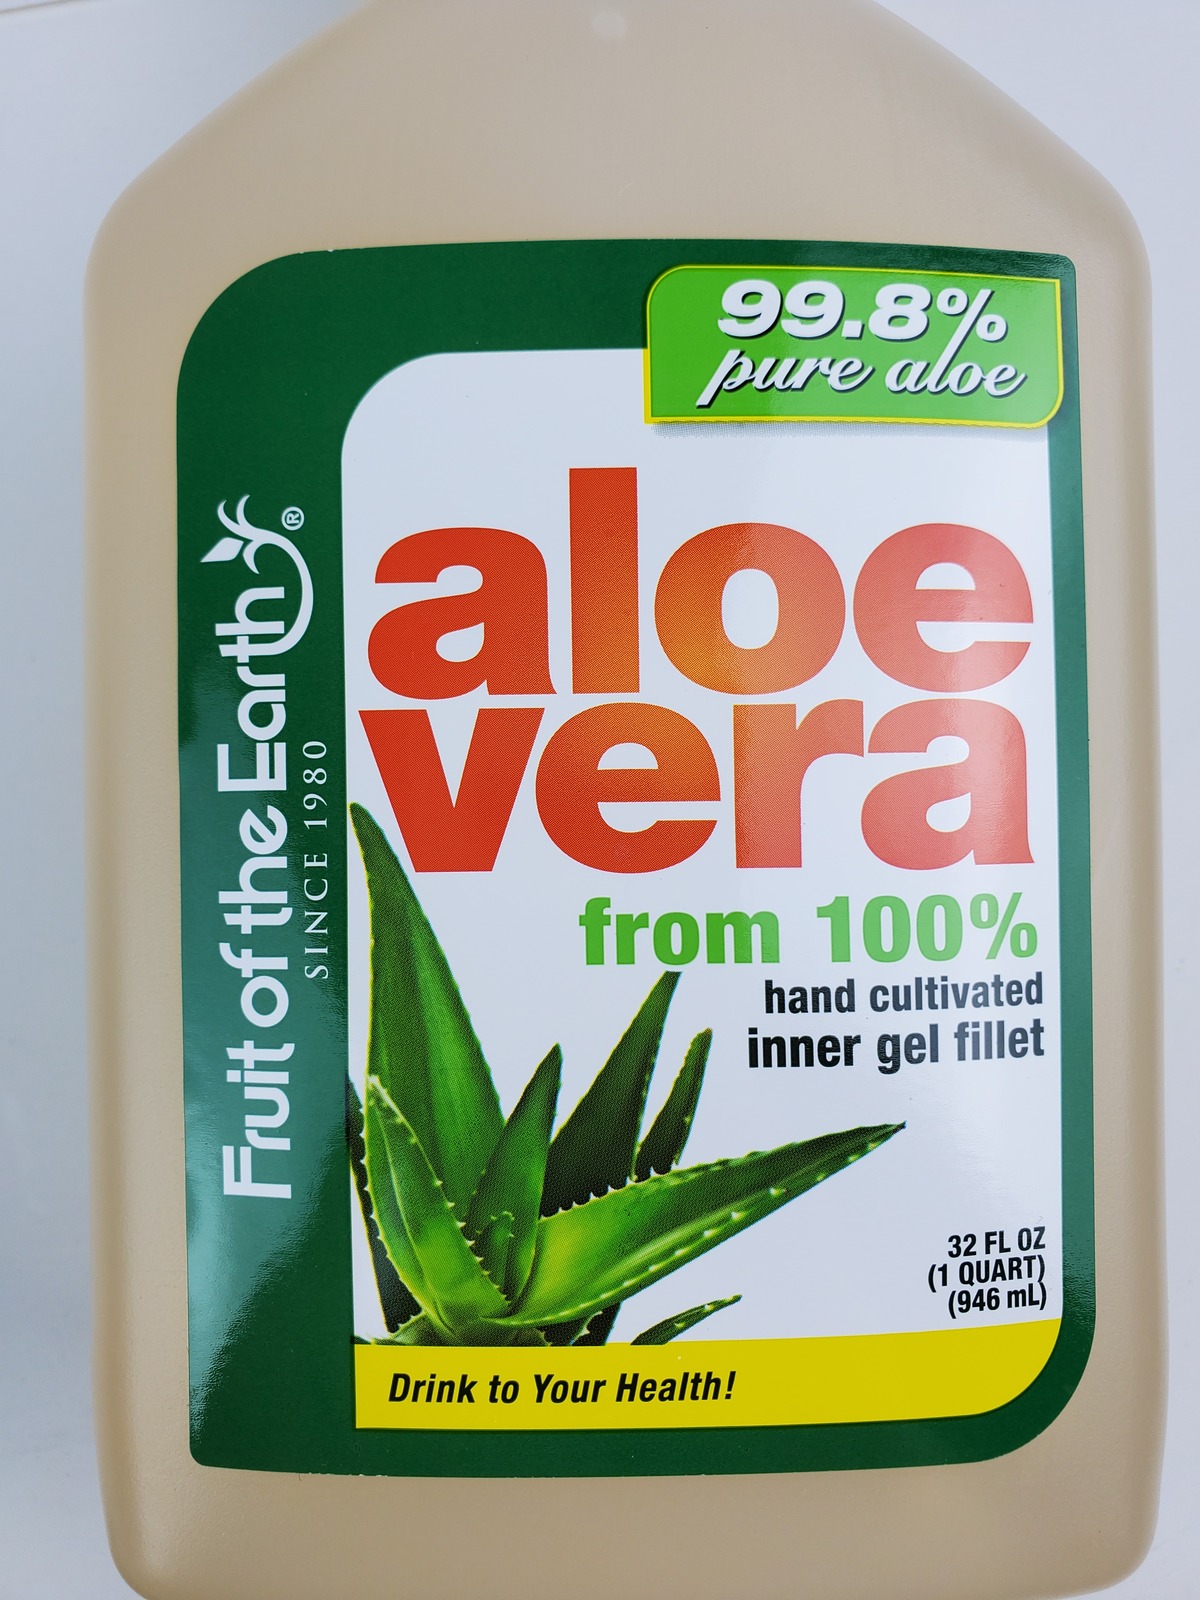 99.8%
pure aloe
aloe
vera
from 100%
hand cultivated
inner gel fillet
Fruit of the Earth®
SINCE 1980
32 FL OZ
(1 QUART)
(946 mL)
Drink to Your Health!